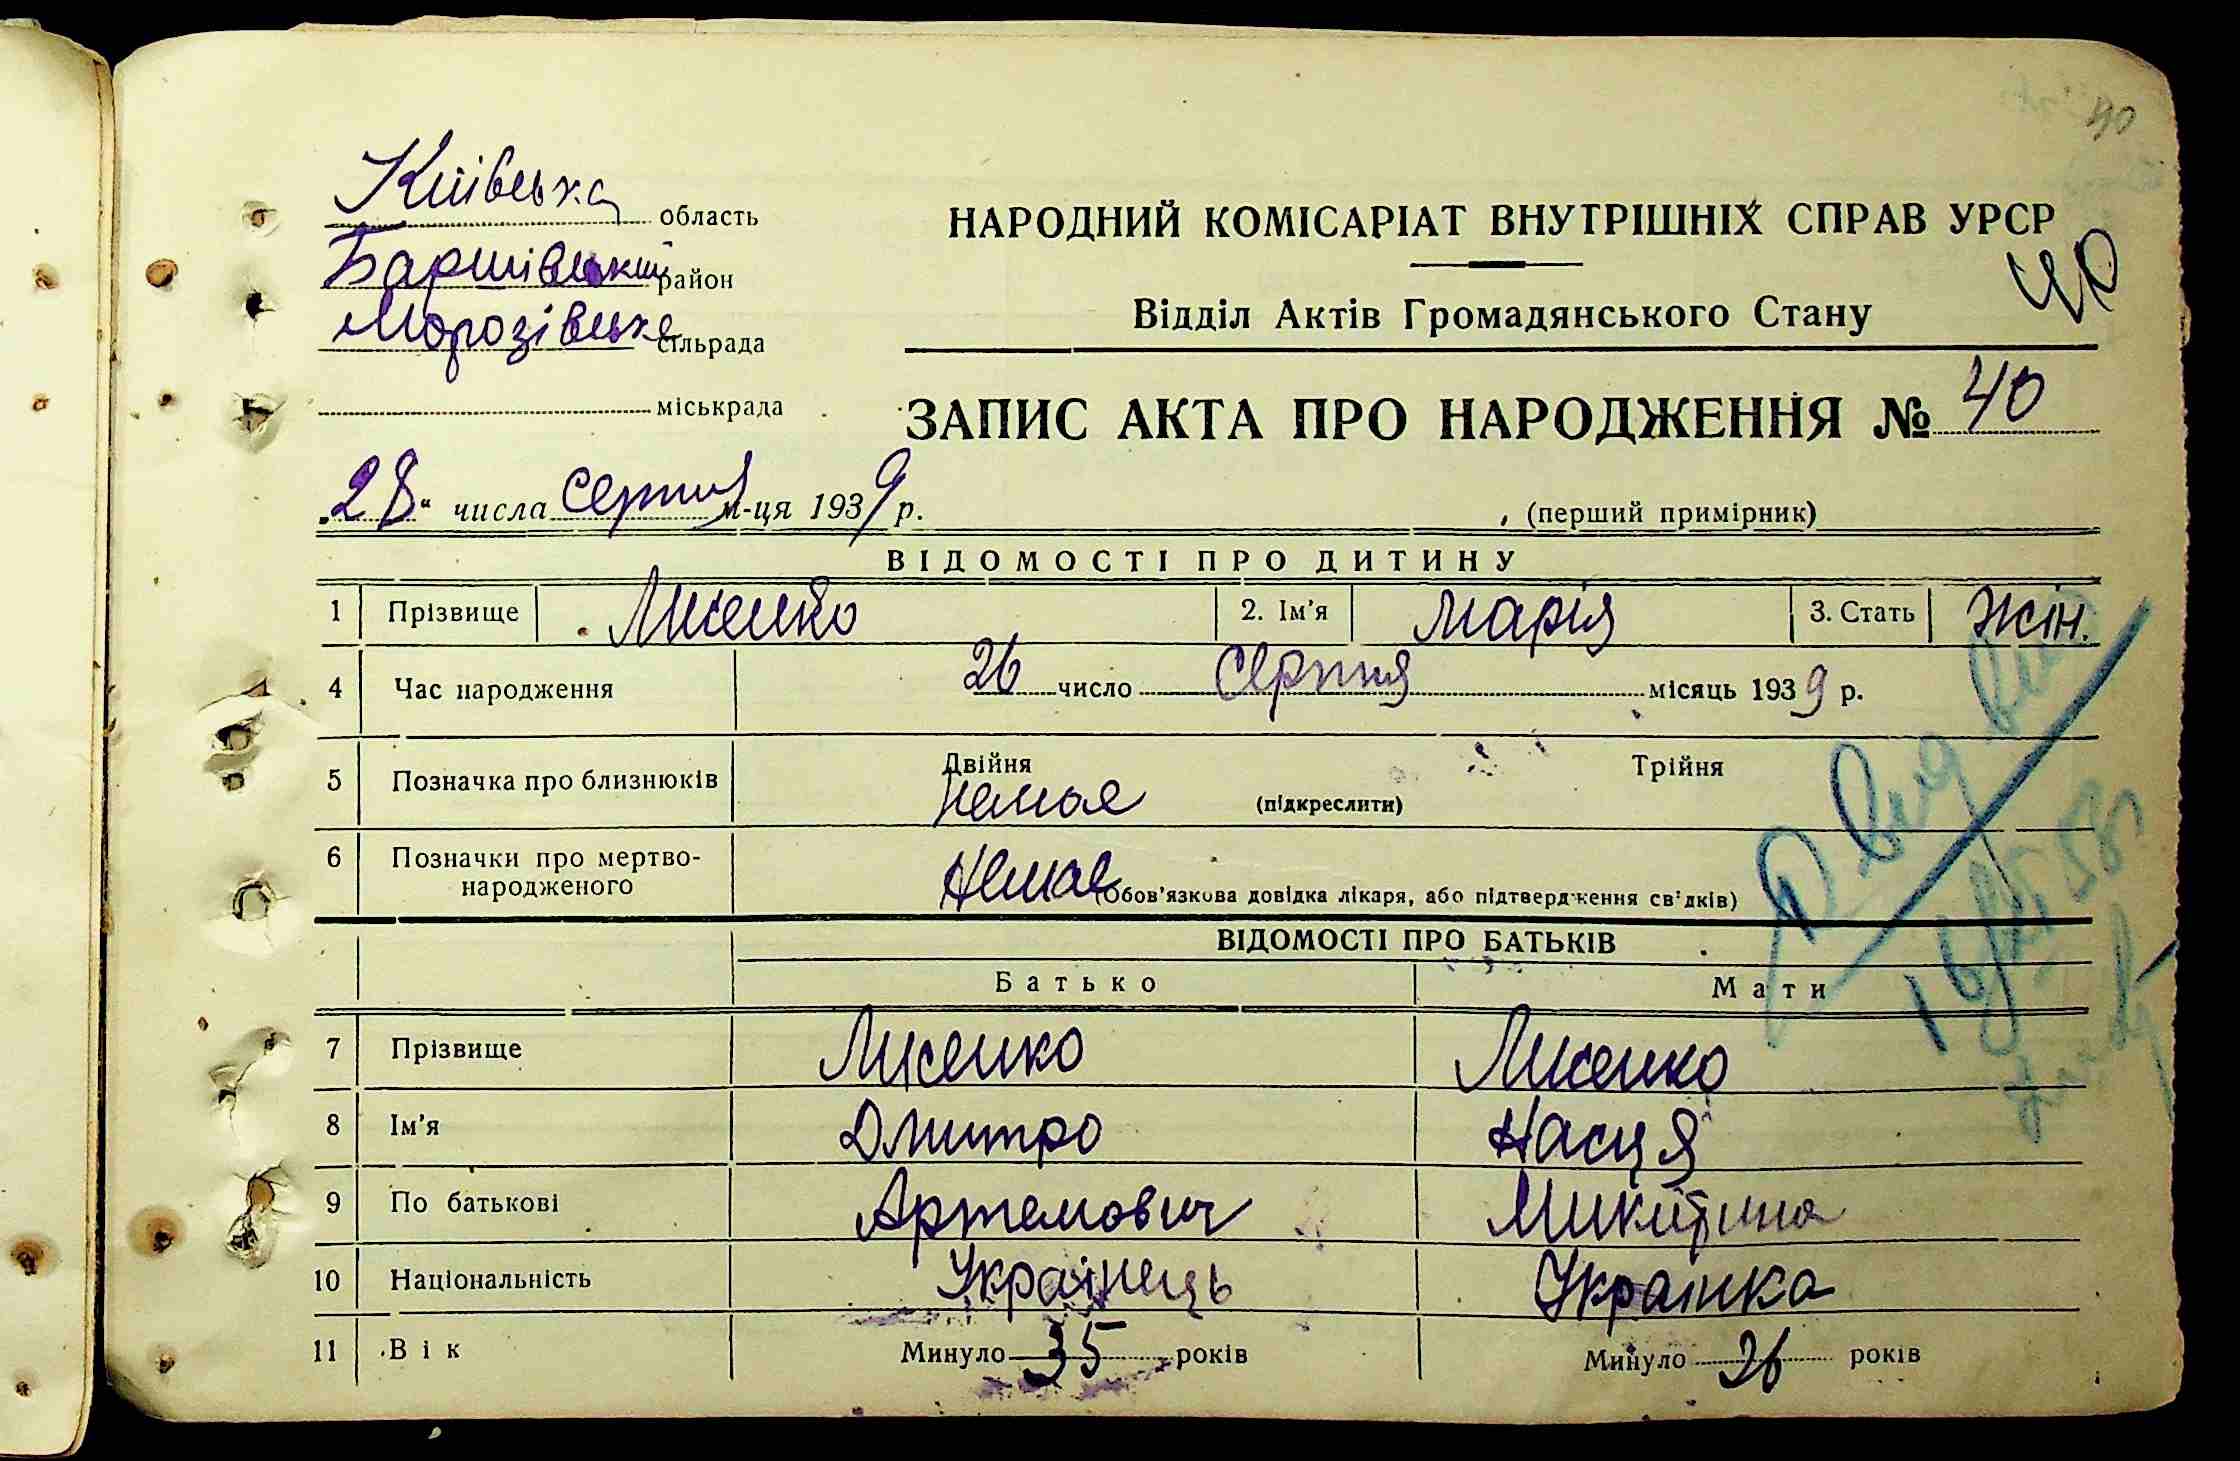 40
Київська область
НАРОДНИЙ КОМІСАРІАТ ВНУТРІШНІХ СПРАВ УРСР
Баришівський район
40
Відділ Актів Громадянського Стану
Морозівська сільрада
міськрада
ЗАПИС АКТА ПРО НАРОДЖЕННЯ № 40
„28“ числа серпня м-ця 1939 р.
(перший примірник)
ВІДОМОСТІ ПРО ДИТИНУ
1 Прізвище Лисенко 2. Ім'я Марія 3. Стать жін.
4 Час народження 26 число серпня місяць 1939 р.
5 Позначка про близнюків Двійня Трійня
немає (підкреслити)
6 Позначки про мертво-
народженого немає (Обов'язкова довідка лікаря, або підтвердження свідків)
ВІДОМОСТІ ПРО БАТЬКІВ
Батько Мати
7 Прізвище Лисенко Лисенко
8 Ім'я Дмитро Насця
9 По батькові Артемович Микитина
10 Національність Українець Українка
11 Вік Минуло 35 років Минуло 26 років